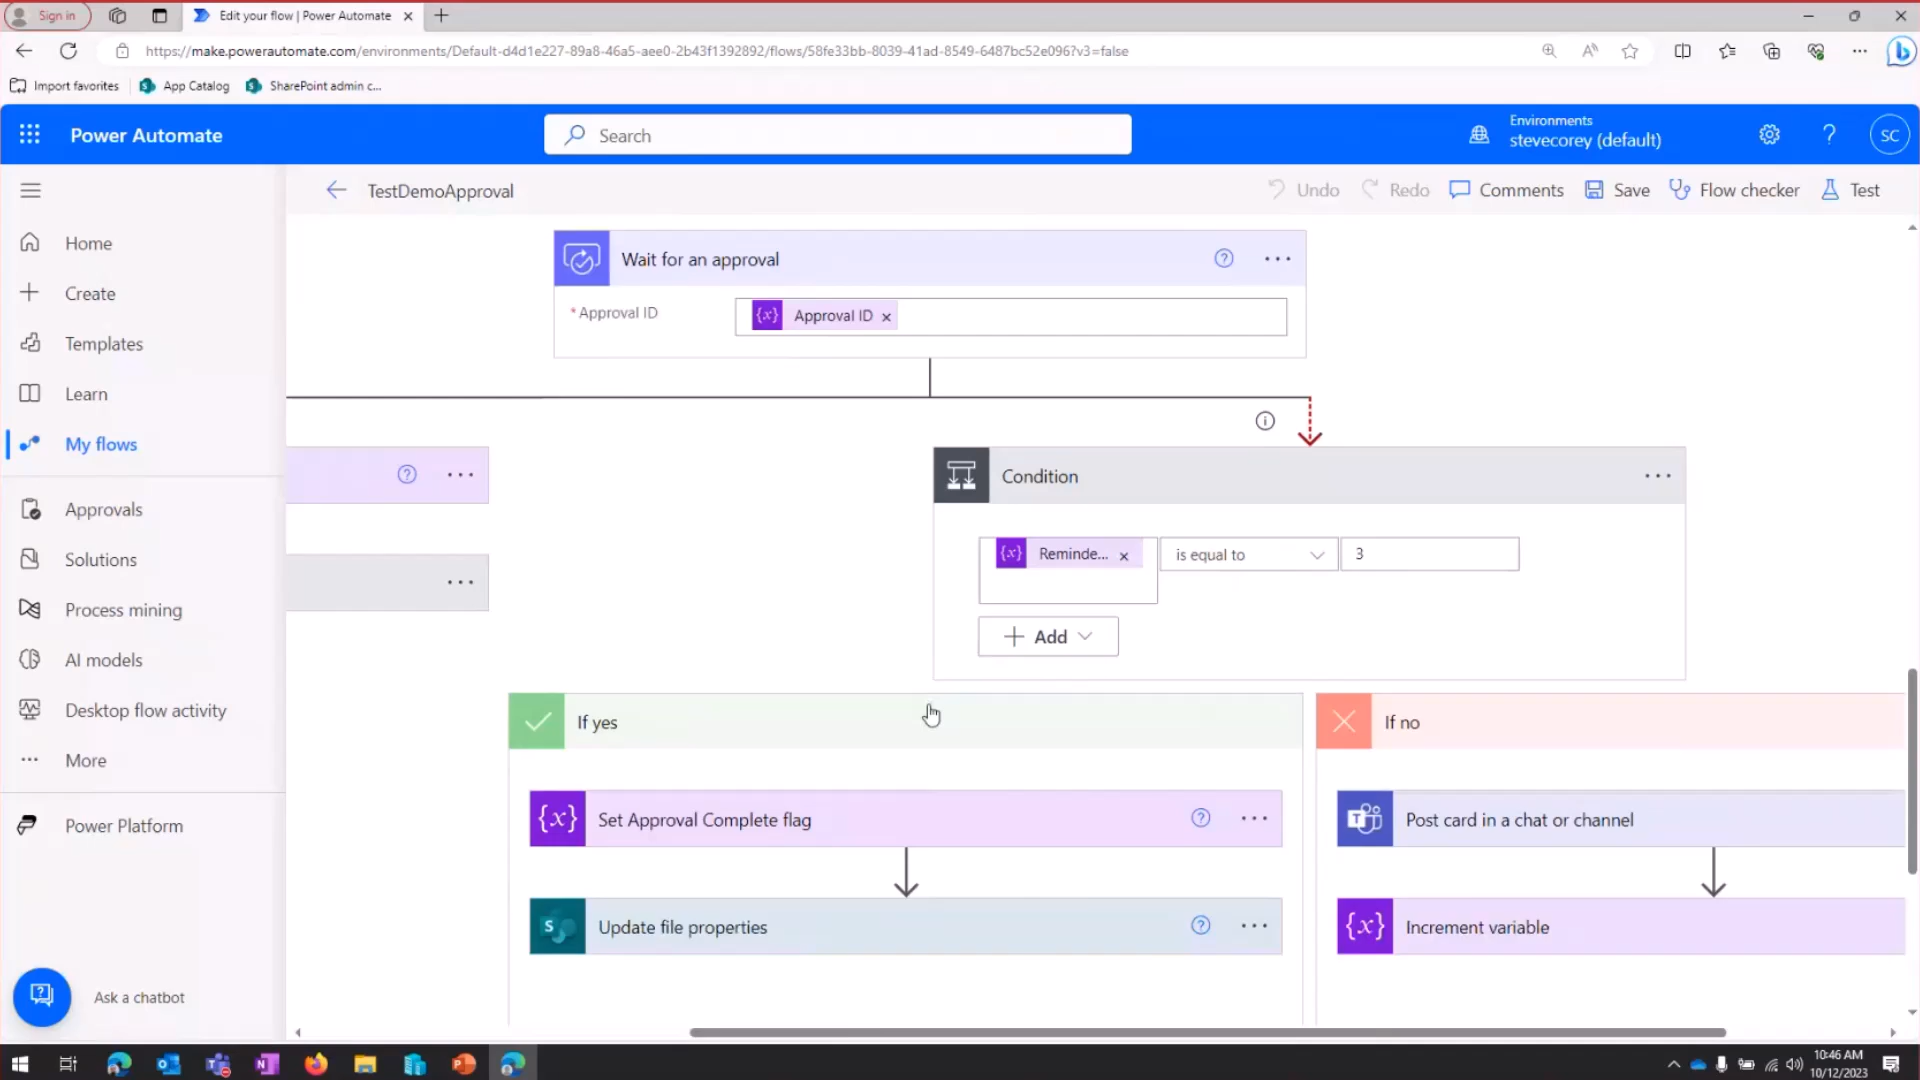 Sign in
Edit your flow | Power Automate
https://make.powerautomate.com/environments/Default-d4d1e227-89a8-46a5-aee0-2b43f1392892/flows/58fe33bb-8039-41ad-8549-6487bc52e096?v3=false
Import favorites
App Catalog
SharePoint admin c...
Power Automate
Search
Environments
stevecorey (default)
SC
TestDemoApproval
Undo
Redo
Comments
Save
Flow checker
Test
Home
Create
Templates
Learn
My flows
Approvals
Solutions
Process mining
AI models
Desktop flow activity
More
Power Platform
Ask a chatbot
Wait for an approval
* Approval ID
{x} Approval ID ×
Condition
{x} Reminde... ×
is equal to
3
+ Add
If yes
If no
{x} Set Approval Complete flag
Post card in a chat or channel
Update file properties
{x} Increment variable
10:46 AM
10/12/2023